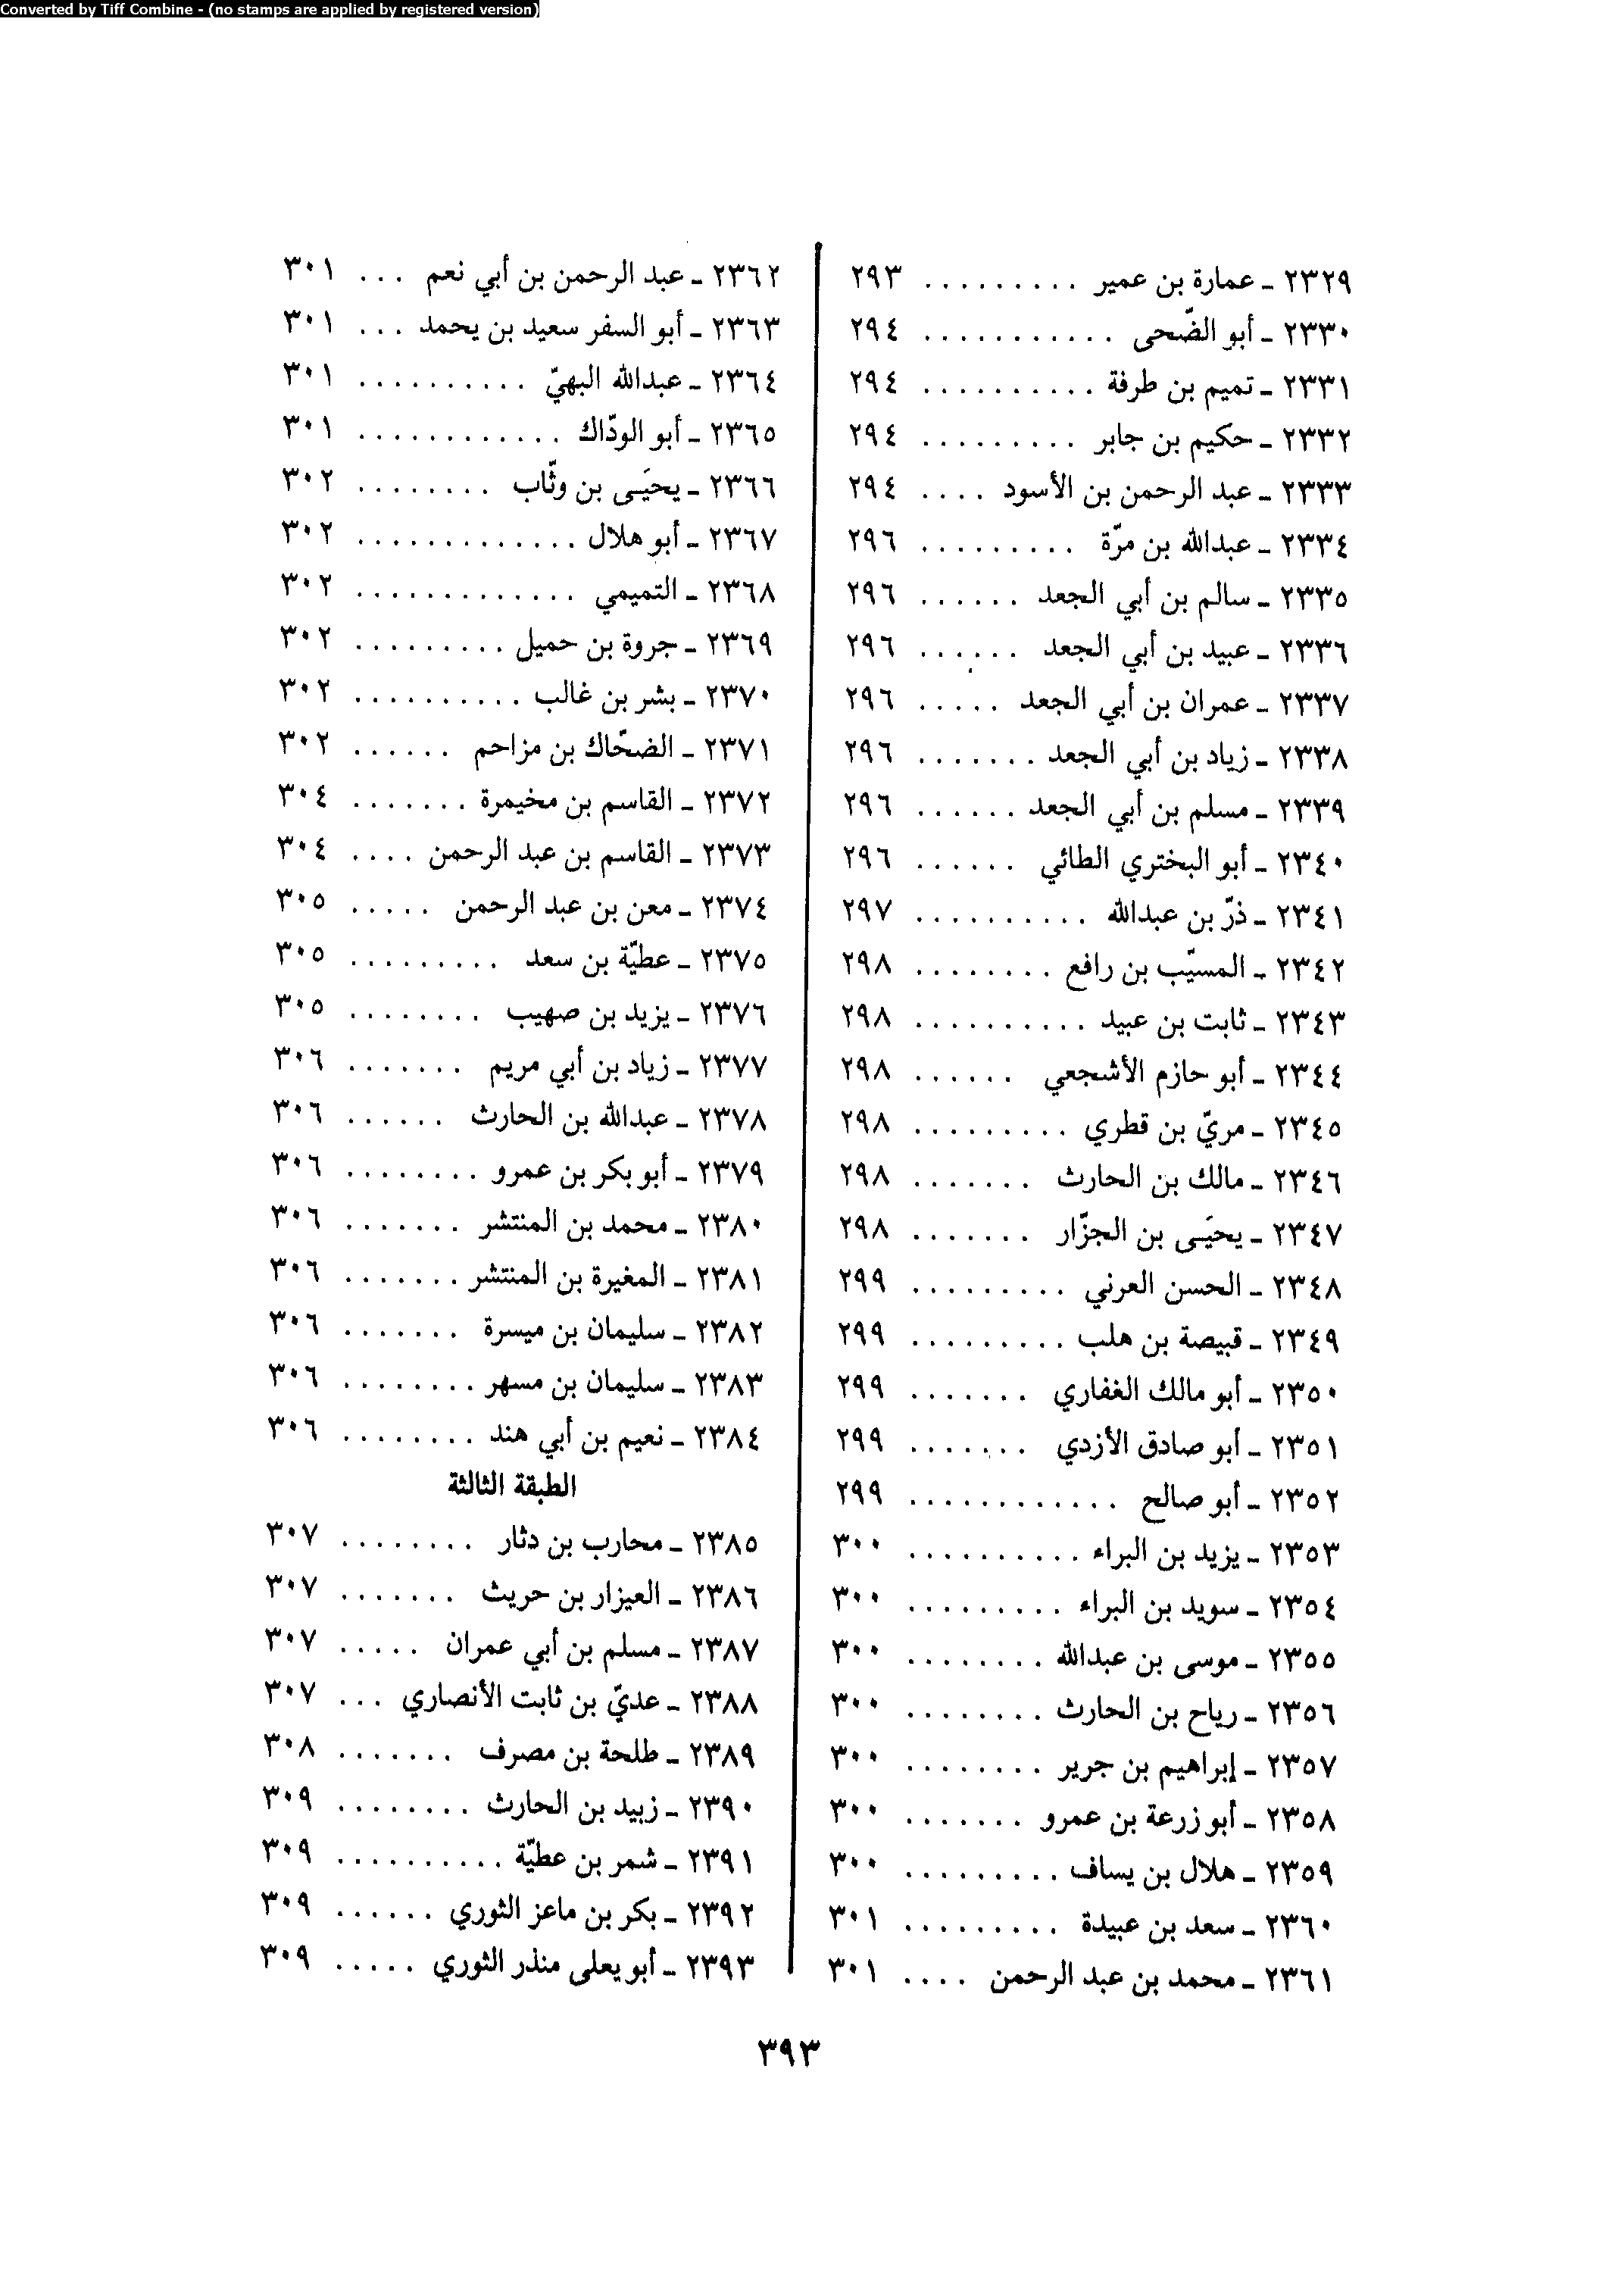 Converted by Tiff Combine - (no stamps are applied by registered version)
٢٣٢٩ ـ عمارة بن عمير . . . . . . . . . ٢٩٣
٢٣٣٠ ـ أبو الضّحى . . . . . . . . . . . ٢٩٤
٢٣٣١ ـ تميم بن طرفة . . . . . . . . . . ٢٩٤
٢٣٣٢ ـ حكيم بن جابر . . . . . . . . . ٢٩٤
٢٣٣٣ ـ عبد الرحمن بن الأسود . . . . ٢٩٤
٢٣٣٤ ـ عبدالله بن مرّة . . . . . . . . . ٢٩٦
٢٣٣٥ ـ سالم بن أبي الجعد . . . . . . ٢٩٦
٢٣٣٦ ـ عبيد بن أبي الجعد . . . . . . ٢٩٦
٢٣٣٧ ـ عمران بن أبي الجعد . . . . . ٢٩٦
٢٣٣٨ ـ زياد بن أبي الجعد . . . . . . . ٢٩٦
٢٣٣٩ ـ مسلم بن أبي الجعد . . . . . . ٢٩٦
٢٣٤٠ ـ أبو البختري الطائي . . . . . . ٢٩٦
٢٣٤١ ـ ذرّ بن عبدالله . . . . . . . . . . ٢٩٧
٢٣٤٢ ـ المسيّب بن رافع . . . . . . . . ٢٩٨
٢٣٤٣ ـ ثابت بن عبيد . . . . . . . . . . ٢٩٨
٢٣٤٤ ـ أبو حازم الأشجعي . . . . . . ٢٩٨
٢٣٤٥ ـ مريّ بن قطري . . . . . . . . . ٢٩٨
٢٣٤٦ ـ مالك بن الحارث . . . . . . . ٢٩٨
٢٣٤٧ ـ يحيَى بن الجزّار . . . . . . . ٢٩٨
٢٣٤٨ ـ الحسن العرني . . . . . . . . . ٢٩٩
٢٣٤٩ ـ قبيصة بن هلب . . . . . . . . . ٢٩٩
٢٣٥٠ ـ أبو مالك الغفاري . . . . . . . ٢٩٩
٢٣٥١ ـ أبو صادق الأزدي . . . . . . . ٢٩٩
٢٣٥٢ ـ أبو صالح . . . . . . . . . . . . ٢٩٩
٢٣٥٣ ـ يزيد بن البراء . . . . . . . . . . ٣٠٠
٢٣٥٤ ـ سويد بن البراء . . . . . . . . . ٣٠٠
٢٣٥٥ ـ موسى بن عبدالله . . . . . . . . ٣٠٠
٢٣٥٦ ـ رياح بن الحارث . . . . . . . . ٣٠٠
٢٣٥٧ ـ إبراهيم بن جرير . . . . . . . . ٣٠٠
٢٣٥٨ ـ أبو زرعة بن عمرو . . . . . . . ٣٠٠
٢٣٥٩ ـ هلال بن يساف . . . . . . . . . ٣٠٠
٢٣٦٠ ـ سعد بن عبيدة . . . . . . . . . ٣٠١
٢٣٦١ ـ محمد بن عبد الرحمن . . . . ٣٠١
٢٣٦٢ ـ عبد الرحمن بن أبي نعم . . . ٣٠١
٢٣٦٣ ـ أبو السفر سعيد بن يحمد . . . ٣٠١
٢٣٦٤ ـ عبدالله البهيّ . . . . . . . . . . ٣٠١
٢٣٦٥ ـ أبو الودّاك . . . . . . . . . . . . ٣٠١
٢٣٦٦ ـ يحيَى بن وثّاب . . . . . . . . ٣٠٢
٢٣٦٧ ـ أبو هلال . . . . . . . . . . . . . ٣٠٢
٢٣٦٨ ـ التميمي . . . . . . . . . . . . . ٣٠٢
٢٣٦٩ ـ جروة بن حميل . . . . . . . . . ٣٠٢
٢٣٧٠ ـ بشر بن غالب . . . . . . . . . . ٣٠٢
٢٣٧١ ـ الضحّاك بن مزاحم . . . . . . ٣٠٢
٢٣٧٢ ـ القاسم بن مخيمرة . . . . . . . ٣٠٤
٢٣٧٣ ـ القاسم بن عبد الرحمن . . . . ٣٠٤
٢٣٧٤ ـ معن بن عبد الرحمن . . . . . ٣٠٥
٢٣٧٥ ـ عطيّة بن سعد . . . . . . . . . ٣٠٥
٢٣٧٦ ـ يزيد بن صهيب . . . . . . . . ٣٠٥
٢٣٧٧ ـ زياد بن أبي مريم . . . . . . . ٣٠٦
٢٣٧٨ ـ عبدالله بن الحارث . . . . . . ٣٠٦
٢٣٧٩ ـ أبو بكر بن عمرو . . . . . . . . ٣٠٦
٢٣٨٠ ـ محمد بن المنتشر . . . . . . . ٣٠٦
٢٣٨١ ـ المغيرة بن المنتشر . . . . . . . ٣٠٦
٢٣٨٢ ـ سليمان بن ميسرة . . . . . . . ٣٠٦
٢٣٨٣ ـ سليمان بن مسهر . . . . . . . . ٣٠٦
٢٣٨٤ ـ نعيم بن أبي هند . . . . . . . . ٣٠٦
الطبقة الثالثة
٢٣٨٥ ـ محارب بن دثار . . . . . . . . ٣٠٧
٢٣٨٦ ـ العيزار بن حريث . . . . . . . ٣٠٧
٢٣٨٧ ـ مسلم بن أبي عمران . . . . . ٣٠٧
٢٣٨٨ ـ عديّ بن ثابت الأنصاري . . . ٣٠٧
٢٣٨٩ ـ طلحة بن مصرف . . . . . . . ٣٠٨
٢٣٩٠ ـ زبيد بن الحارث . . . . . . . . ٣٠٩
٢٣٩١ ـ شمر بن عطيّة . . . . . . . . . . ٣٠٩
٢٣٩٢ ـ بكر بن ماعز الثوري . . . . . . ٣٠٩
٢٣٩٣ ـ أبو يعلى منذر الثوري . . . . . ٣٠٩
٣٩٣